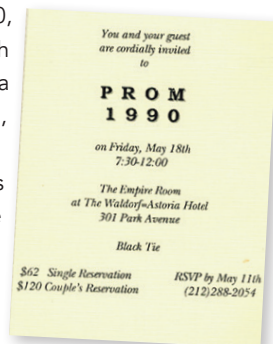 0,
h
a
,
s
You and your guest
are cordially invited
to
PROM
1990
on Friday, May 18th
7:30-12:00
The Empire Room
at The Waldorf=Astoria Hotel
301 Park Avenue
Black Tie
$62 Single Reservation
$120 Couple's Reservation
RSVP by May 11th
(212)288-2054